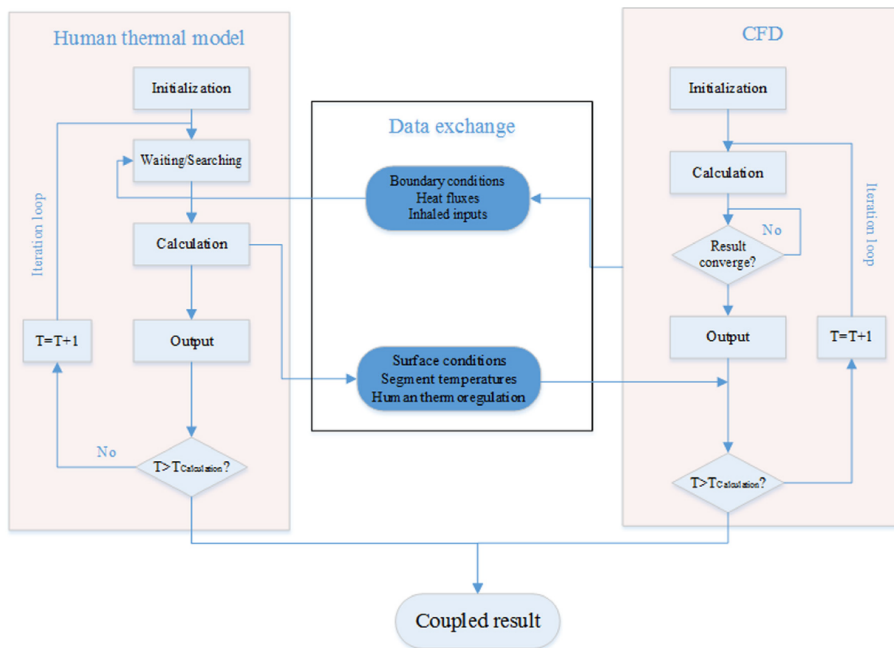 Human thermal model
Initialization
Waiting/Searching
Calculation
Iteration loop
T=T+1
Output
No
T>TCalculation?
Data exchange
Boundary conditions
Heat fluxes
Inhaled inputs
Surface conditions
Segment temperatures
Human thermoregulation
CFD
Initialization
Calculation
No
Result
converge?
Iteration loop
Output
T=T+1
T>TCalculation?
Coupled result